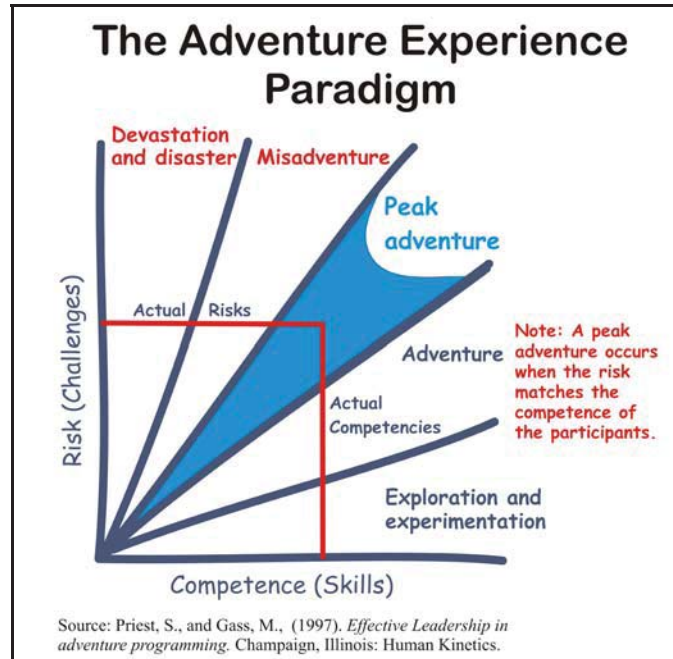 The Adventure Experience
Paradigm
Devastation
and disaster
Misadventure
Peak
adventure
Actual Risks
Adventure
Note: A peak
adventure occurs
when the risk
matches the
competence of
the participants.
Actual
Competencies
Exploration and
experimentation
Risk (Challenges)
Competence (Skills)
Source: Priest, S., and Gass, M., (1997). Effective Leadership in
adventure programming. Champaign, Illinois: Human Kinetics.